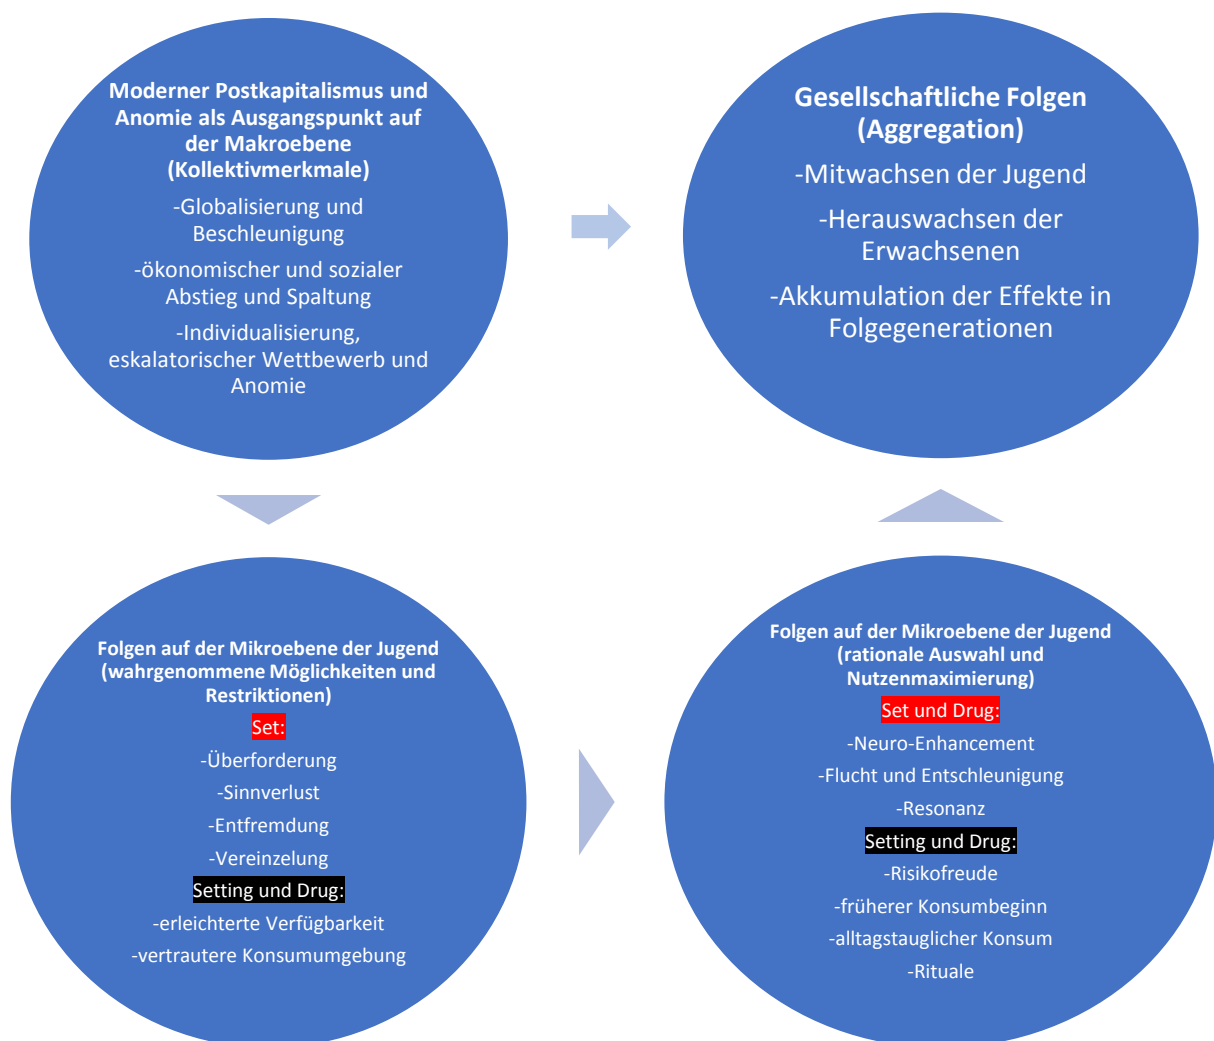 Moderner Postkapitalismus und
Anomie als Ausgangspunkt auf
der Makroebene
(Kollektivmerkmale)
-Globalisierung und
Beschleunigung
-ökonomischer und sozialer
Abstieg und Spaltung
-Individualisierung,
eskalatorischer Wettbewerb und
Anomie
Gesellschaftliche Folgen
(Aggregation)
-Mitwachsen der Jugend
-Herauswachsen der
Erwachsenen
-Akkumulation der Effekte in
Folgegenerationen
Folgen auf der Mikroebene der Jugend
(wahrgenommene Möglichkeiten und
Restriktionen)
Set:
-Überforderung
-Sinnverlust
-Entfremdung
-Vereinzelung
Setting und Drug:
-erleichterte Verfügbarkeit
-vertrautere Konsumumgebung
Folgen auf der Mikroebene der Jugend
(rationale Auswahl und
Nutzenmaximierung)
Set und Drug:
-Neuro-Enhancement
-Flucht und Entschleunigung
-Resonanz
Setting und Drug:
-Risikofreude
-früherer Konsumbeginn
-alltagstauglicher Konsum
-Rituale